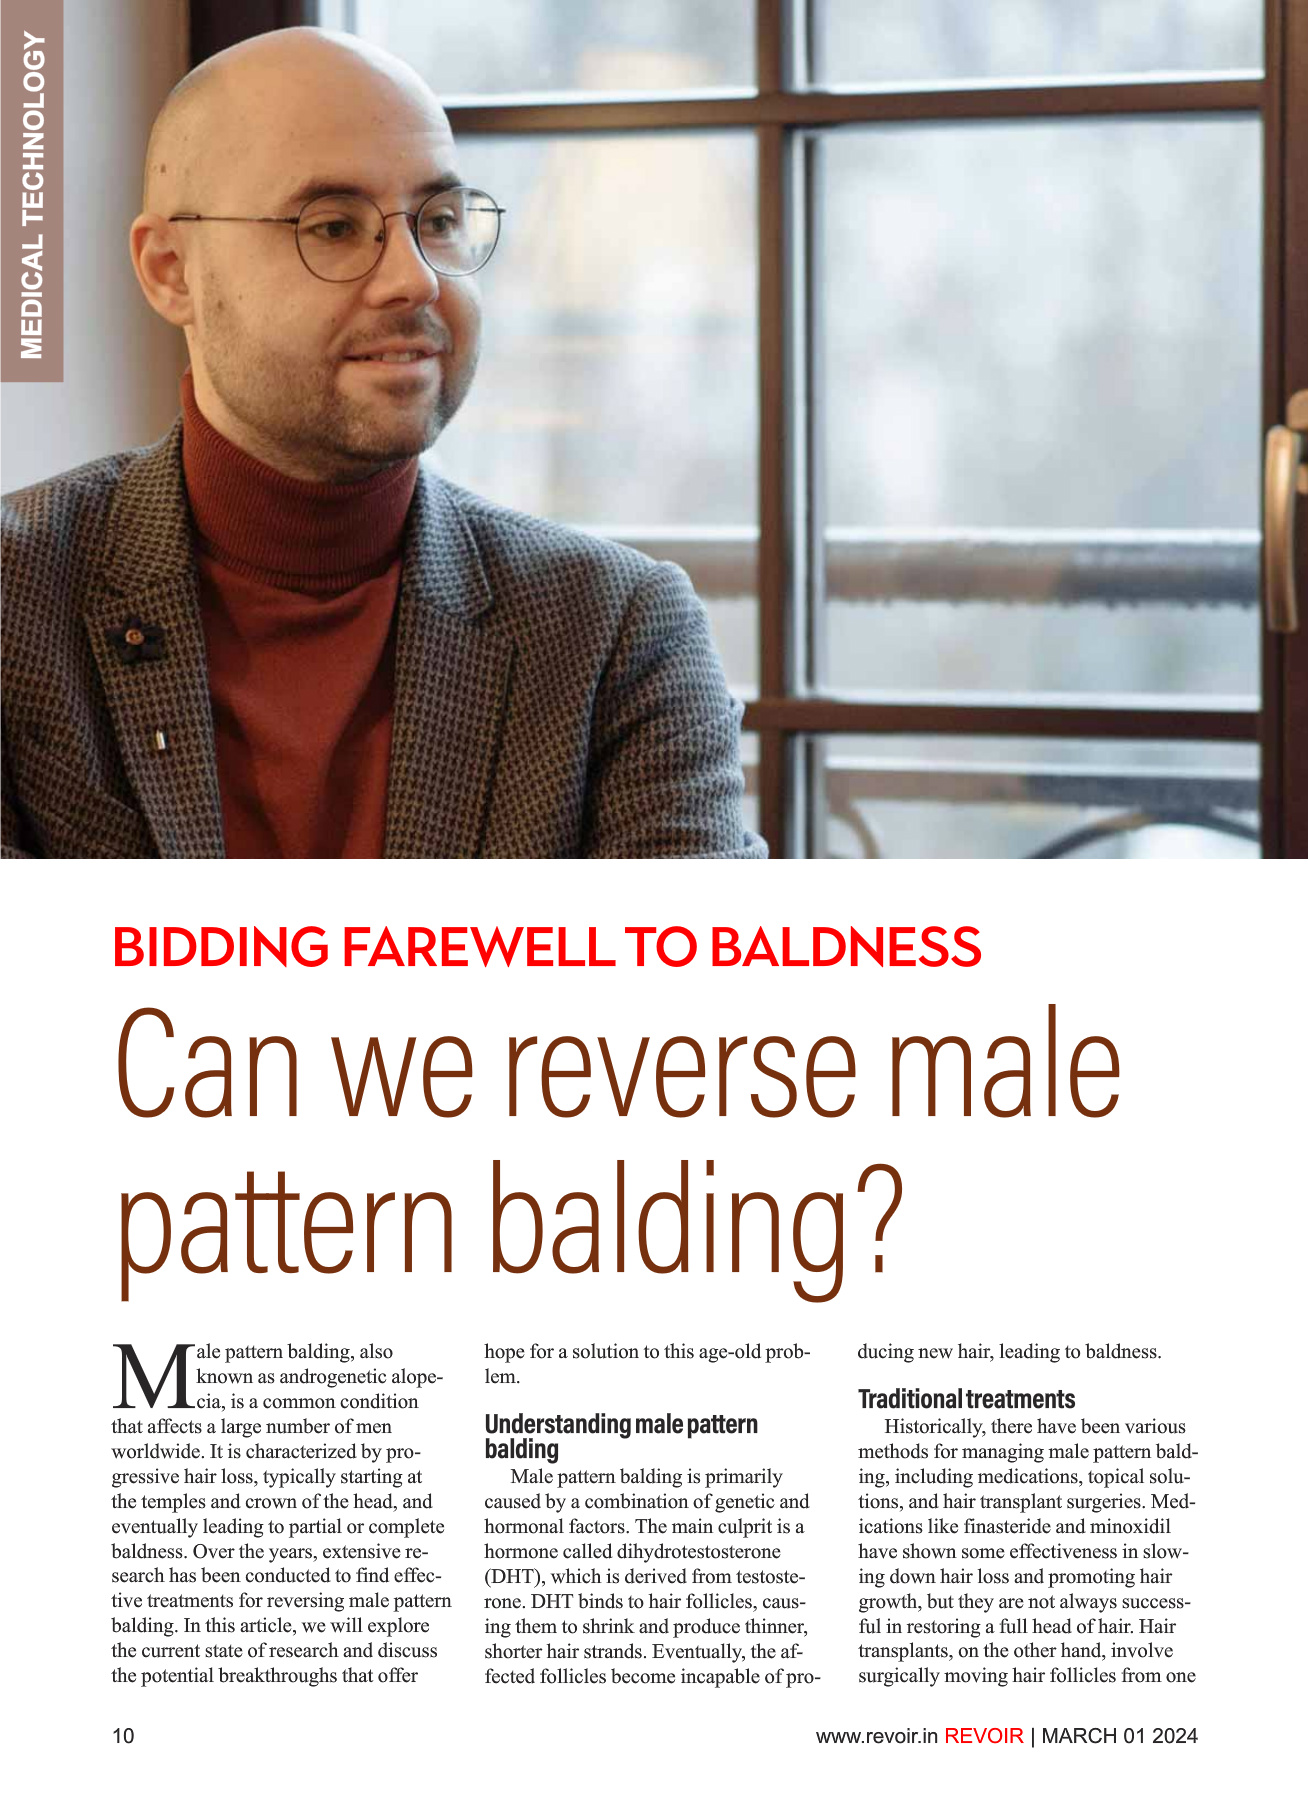 MEDICAL TECHNOLOGY
BIDDING FAREWELL TO BALDNESS
Can we reverse male
pattern balding?
Male pattern balding, also
known as androgenetic alope-
cia, is a common condition
that affects a large number of men
worldwide. It is characterized by pro-
gressive hair loss, typically starting at
the temples and crown of the head, and
eventually leading to partial or complete
baldness. Over the years, extensive re-
search has been conducted to find effec-
tive treatments for reversing male pattern
balding. In this article, we will explore
the current state of research and discuss
the potential breakthroughs that offer
hope for a solution to this age-old prob-
lem.
Understanding male pattern
balding
Male pattern balding is primarily
caused by a combination of genetic and
hormonal factors. The main culprit is a
hormone called dihydrotestosterone
(DHT), which is derived from testoste-
rone. DHT binds to hair follicles, caus-
ing them to shrink and produce thinner,
shorter hair strands. Eventually, the af-
fected follicles become incapable of pro-
ducing new hair, leading to baldness.
Traditional treatments
Historically, there have been various
methods for managing male pattern bald-
ing, including medications, topical solu-
tions, and hair transplant surgeries. Med-
ications like finasteride and minoxidil
have shown some effectiveness in slow-
ing down hair loss and promoting hair
growth, but they are not always success-
ful in restoring a full head of hair. Hair
transplants, on the other hand, involve
surgically moving hair follicles from one
10
www.revoir.in REVOIR | MARCH 01 2024